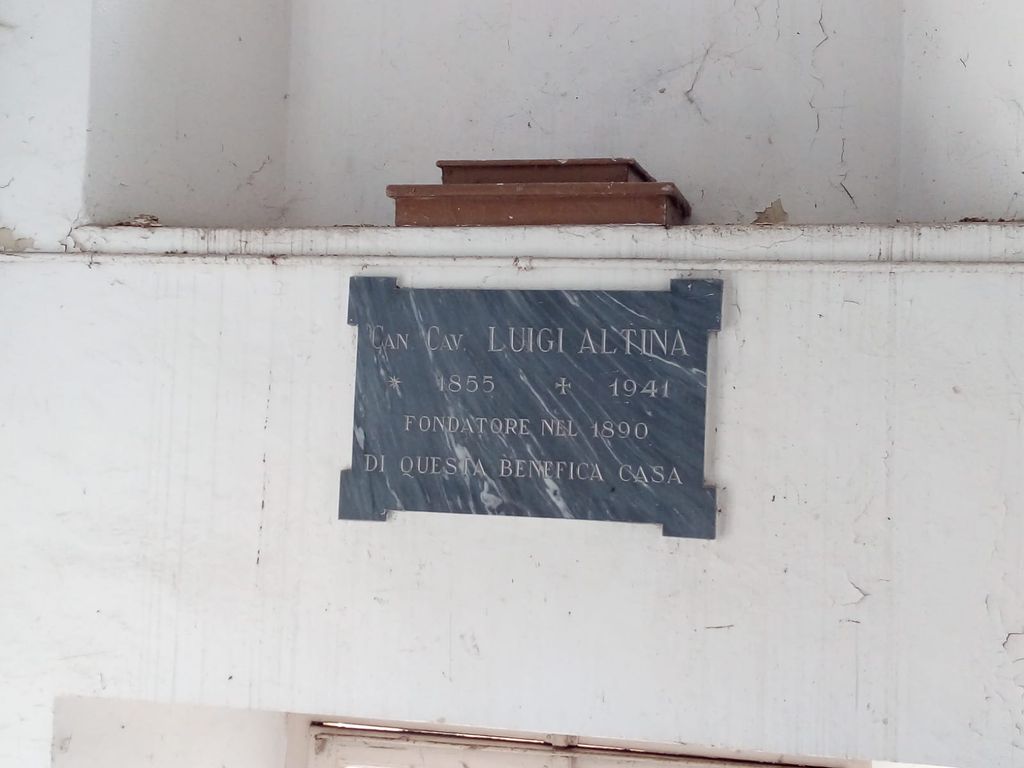 CAN CAV. LUIGI ALTINA
* 1855 ✝ 1941
FONDATORE NEL 1890
DI QUESTA BENEFICA CASA